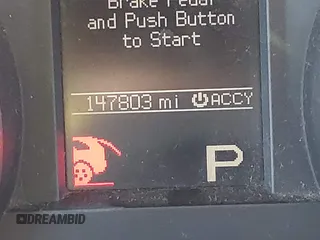 Brake Pedal
and Push Button
to Start
147803 mi ACCY
P
DREAMBID